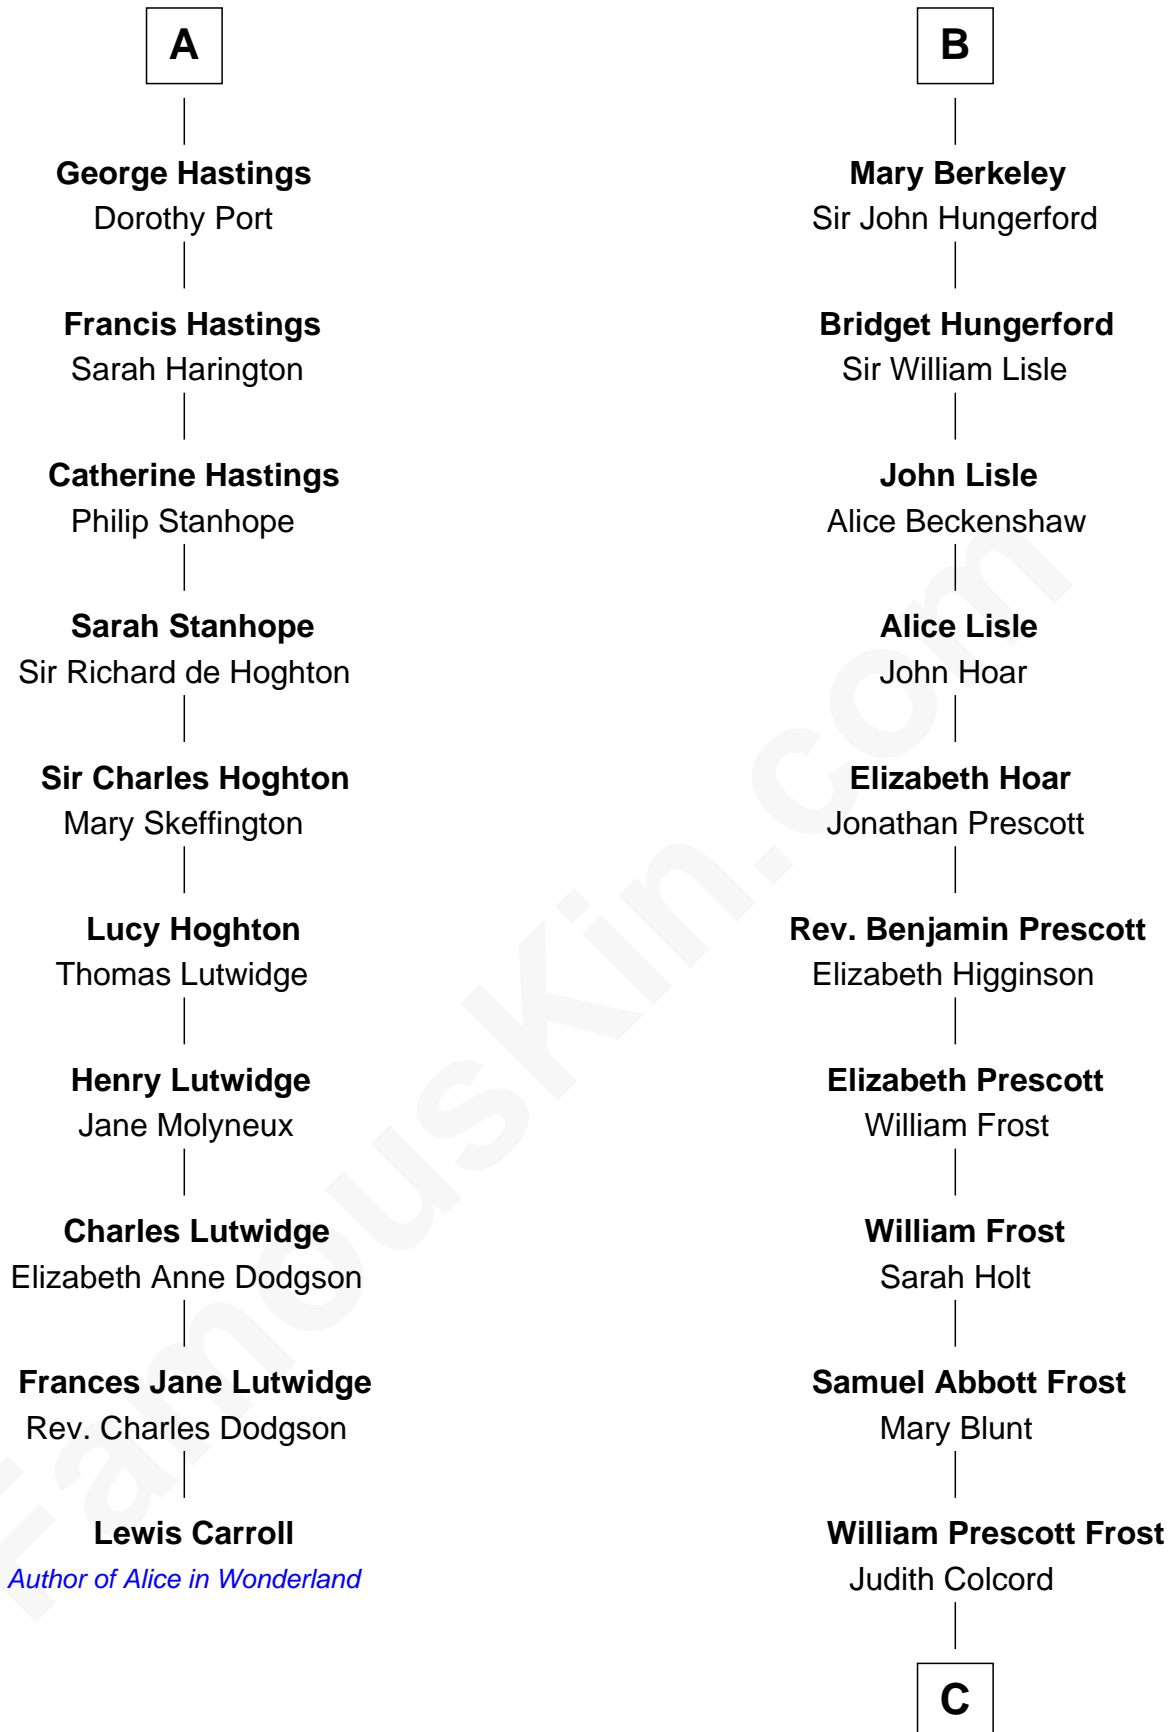 A
George Hastings
Dorothy Port
Francis Hastings
Sarah Harington
Catherine Hastings
Philip Stanhope
Sarah Stanhope
Sir Richard de Hoghton
Sir Charles Hoghton
Mary Skeffington
Lucy Hoghton
Thomas Lutwidge
Henry Lutwidge
Jane Molyneux
Charles Lutwidge
Elizabeth Anne Dodgson
Frances Jane Lutwidge
Rev. Charles Dodgson
Lewis Carroll
Author of Alice in Wonderland
B
Mary Berkeley
Sir John Hungerford
Bridget Hungerford
Sir William Lisle
John Lisle
Alice Beckenshaw
Alice Lisle
John Hoar
Elizabeth Hoar
Jonathan Prescott
Rev. Benjamin Prescott
Elizabeth Higginson
Elizabeth Prescott
William Frost
William Frost
Sarah Holt
Samuel Abbott Frost
Mary Blunt
William Prescott Frost
Judith Colcord
C
FamousKin.com